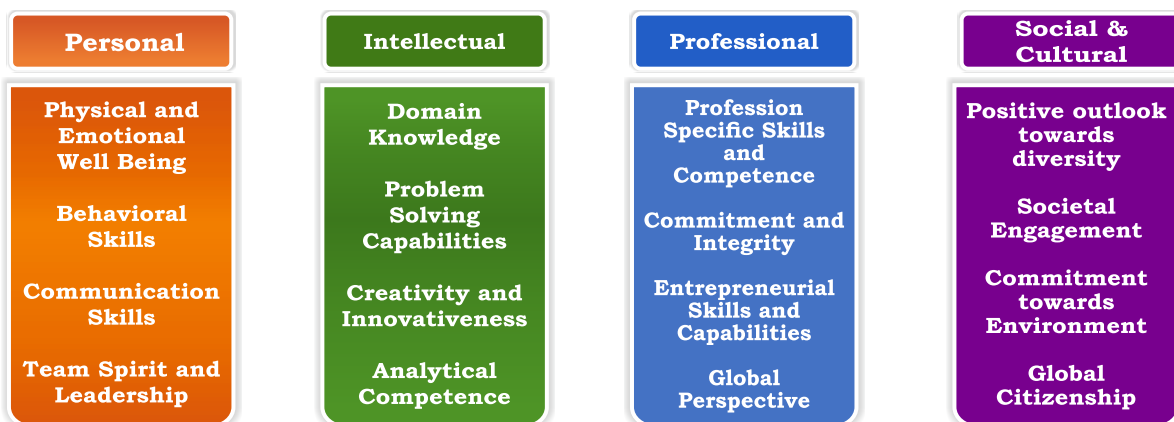 Personal
Physical and
Emotional
Well Being
Behavioral
Skills
Communication
Skills
Team Spirit and
Leadership
Intellectual
Domain
Knowledge
Problem
Solving
Capabilities
Creativity and
Innovativeness
Analytical
Competence
Professional
Profession
Specific Skills
and
Competence
Commitment and
Integrity
Entrepreneurial
Skills and
Capabilities
Global
Perspective
Social &
Cultural
Positive outlook
towards
diversity
Societal
Engagement
Commitment
towards
Environment
Global
Citizenship